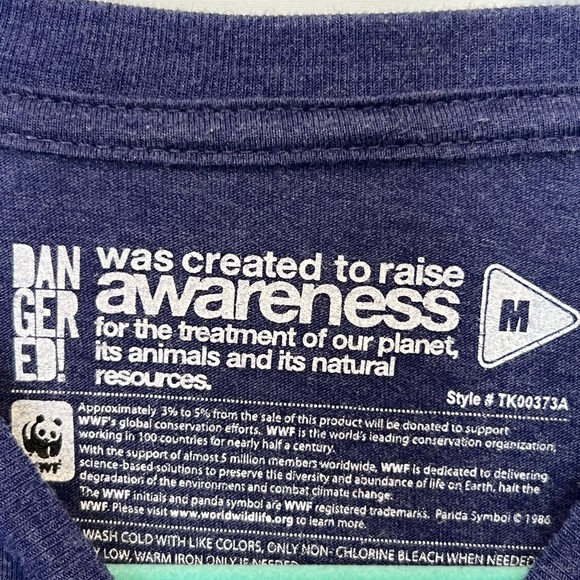 DAN
GER
ED!
was created to raise
awareness
for the treatment of our planet,
its animals and its natural
resources.
M
Style # TK00373A
WWF
Approximately 3% to 5% from the sale of this product will be donated to support
WWF's global conservation efforts. WWF is the world's leading conservation organization,
working in 100 countries for nearly half a century.
With the support of almost 5 million members worldwide, WWF is dedicated to delivering
science-based solutions to preserve the diversity and abundance of life on Earth, halt the
degradation of the environment and combat climate change.
The WWF initials and panda symbol are WWF registered trademarks. Panda Symbol © 1986
WWF. Please visit www.worldwildlife.org to learn more.
WASH COLD WITH LIKE COLORS, ONLY NON-CHLORINE BLEACH WHEN NEEDED
LOW, WARM IRON ONLY IF NEEDED